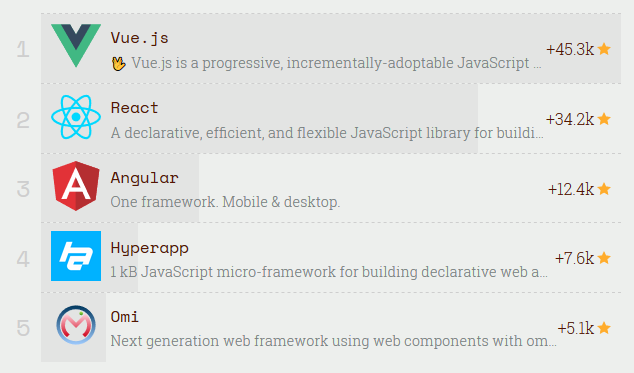 1
Vue.js
🖖 Vue.js is a progressive, incrementally-adoptable JavaScript ...
+45.3k ★
2
React
A declarative, efficient, and flexible JavaScript library for buildi...
+34.2k ★
3
Angular
One framework. Mobile & desktop.
+12.4k ★
4
Hyperapp
1 kB JavaScript micro-framework for building declarative web a...
+7.6k ★
5
Omi
Next generation web framework using web components with om...
+5.1k ★